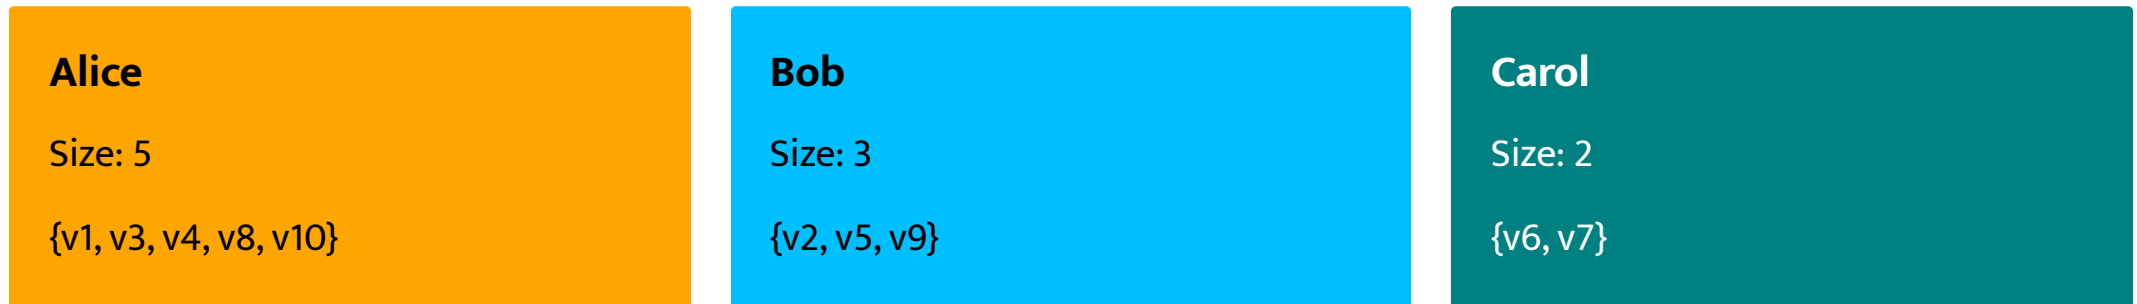 Alice
Size: 5
{v1, v3, v4, v8, v10}
Bob
Size: 3
{v2, v5, v9}
Carol
Size: 2
{v6, v7}